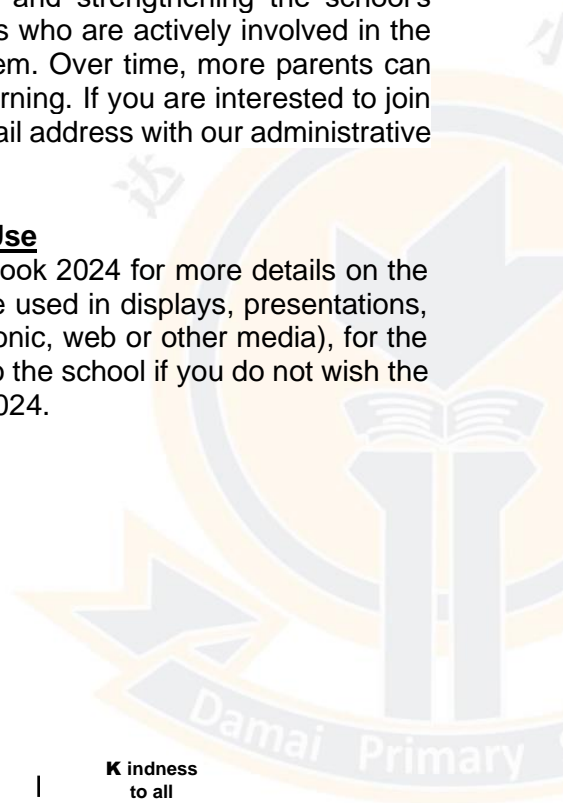 and strengthening the school's
s who are actively involved in the
em. Over time, more parents can
rning. If you are interested to join
ail address with our administrative
Use
ook 2024 for more details on the
e used in displays, presentations,
onic, web or other media), for the
o the school if you do not wish the
024.
Damai Primary
K indness
to all